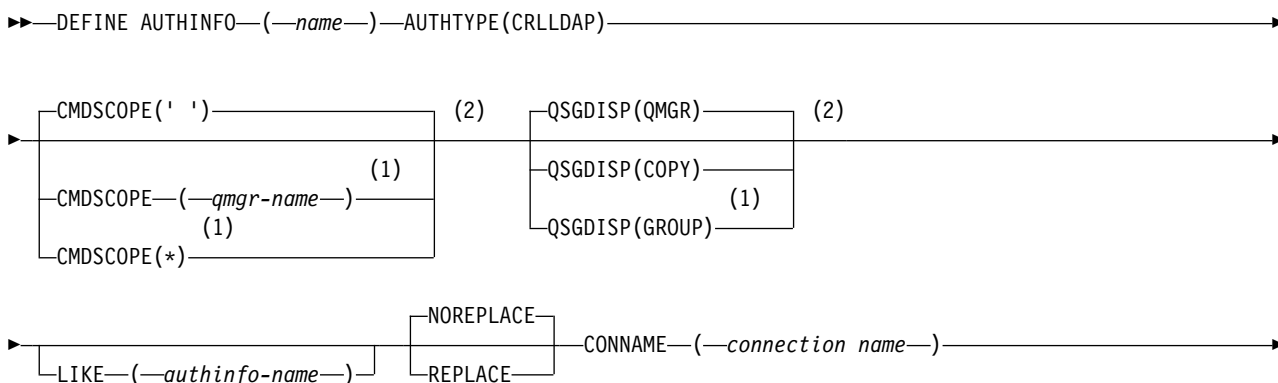 DEFINE AUTHINFO ( name ) AUTHTYPE(CRLLDAP)
CMDSCOPE(' ') (2) QSGDISP(QMGR) (2)
(1) QSGDISP(COPY)
CMDSCOPE ( qmgr-name ) (1)
(1) QSGDISP(GROUP)
CMDSCOPE(*)
NOREPLACE
CONNAME ( connection name )
LIKE ( authinfo-name ) REPLACE